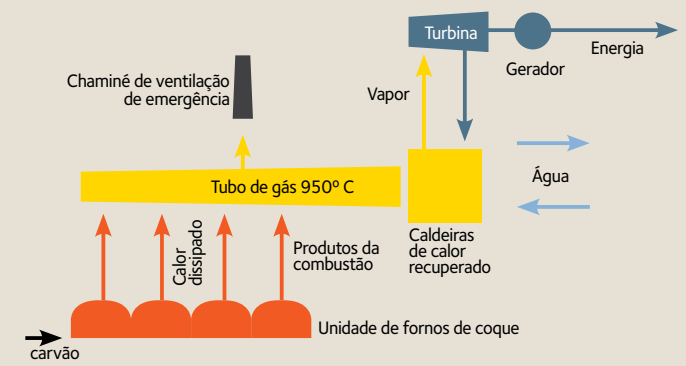 Turbina
Energia
Gerador
Chaminé de ventilação
de emergência
Vapor
Tubo de gás 950º C
Água
Calor
dissipado
Produtos da
combustão
Caldeiras
de calor
recuperado
Unidade de fornos de coque
carvão